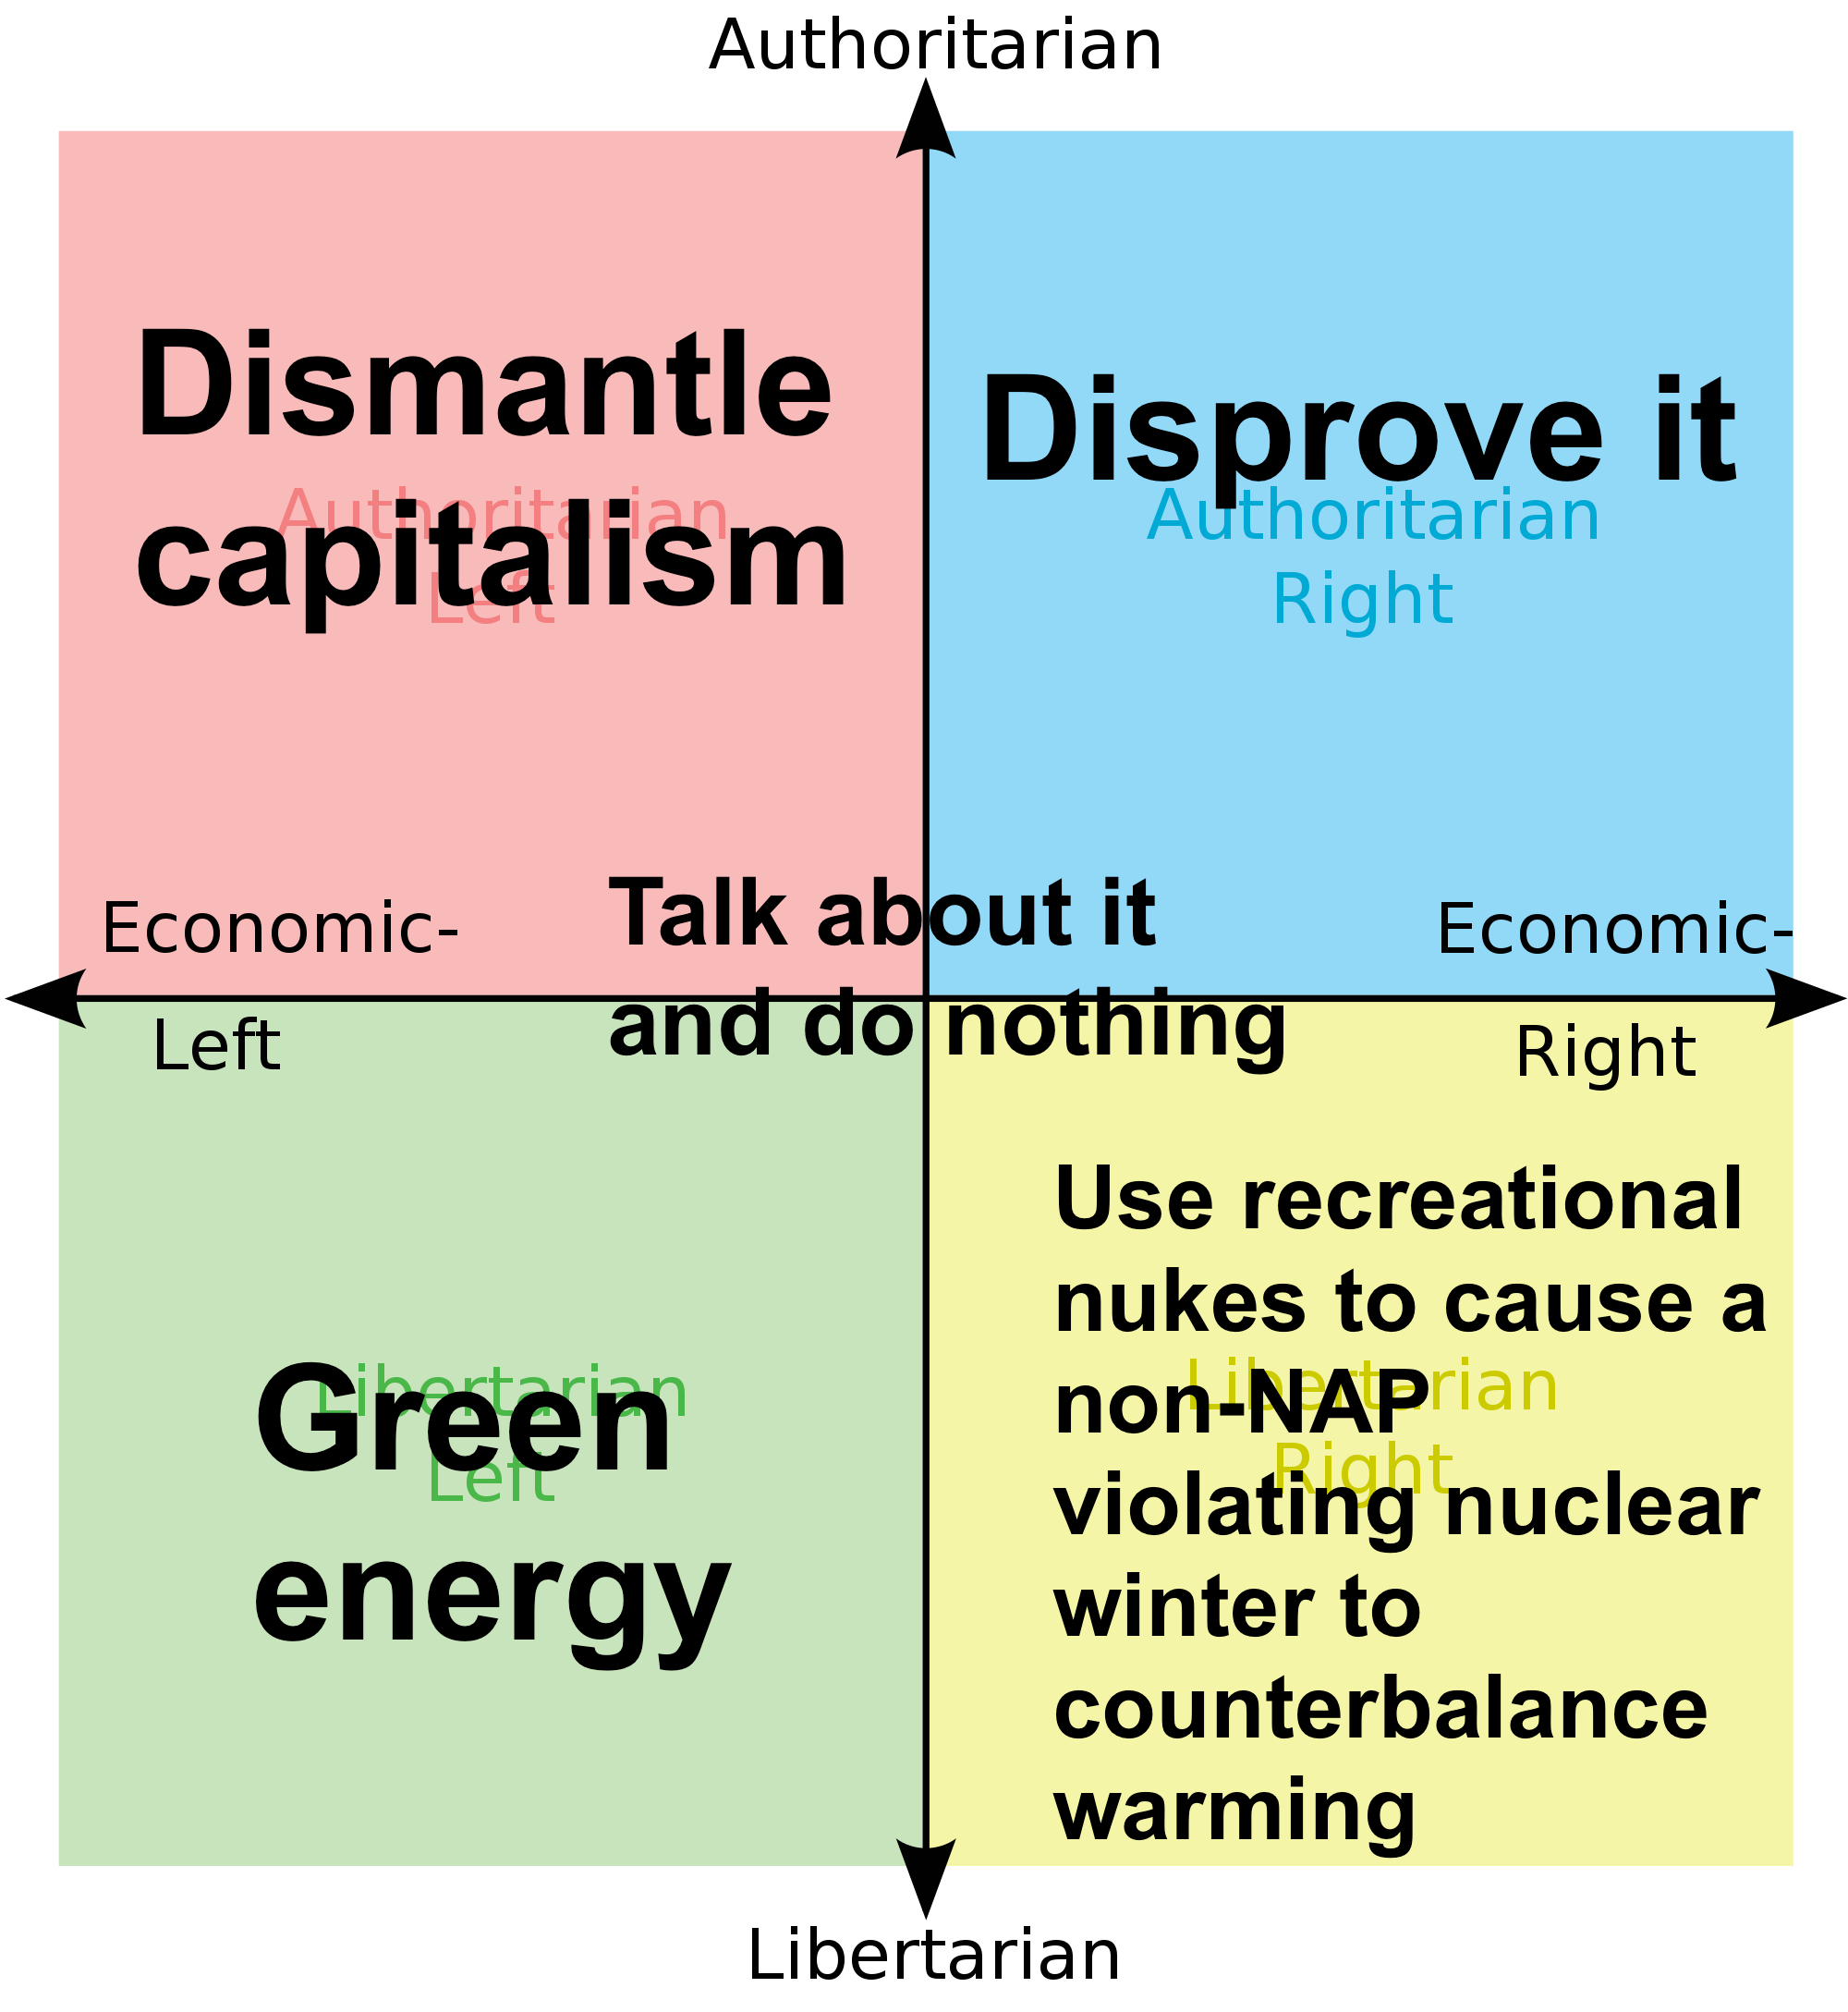 Authoritarian
Dismantle
capitalism
Authoritarian
Left
Disprove it
Authoritarian
Right
Economic-
Left
Talk about it
and do nothing
Economic-
Right
Green
energy
Libertarian
Left
Use recreational
nukes to cause a
non-NAP
violating nuclear
winter to
counterbalance
warming
Libertarian
Right
Libertarian